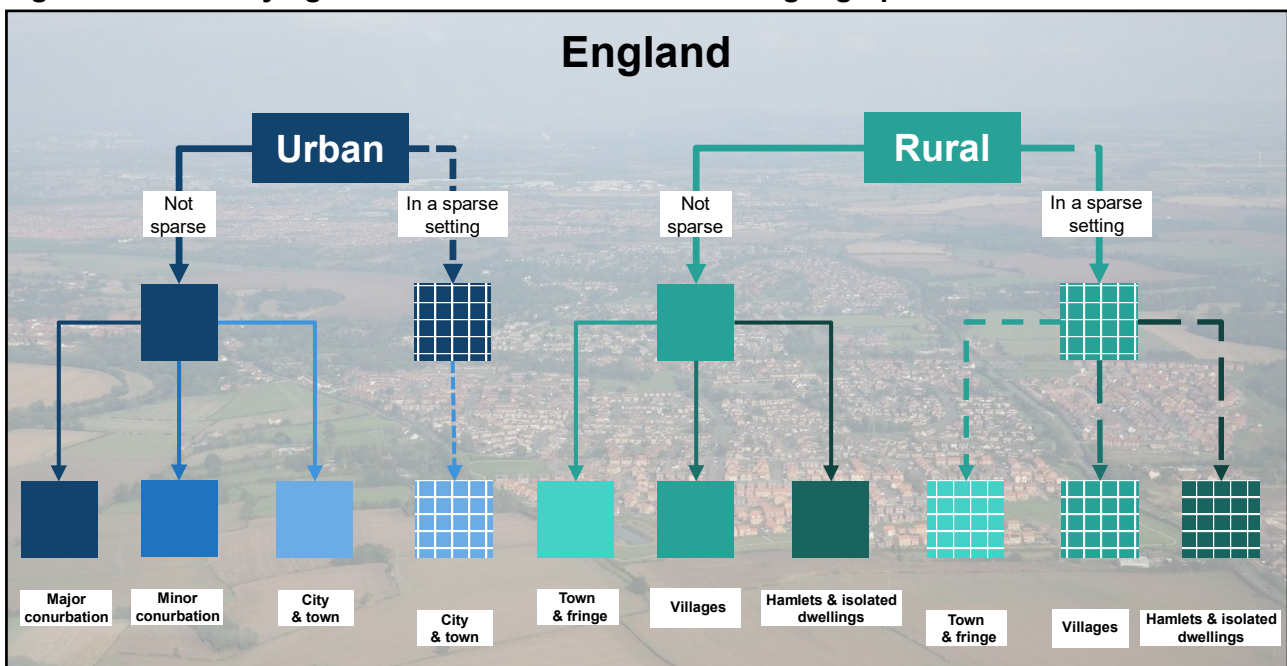 England
Urban
Rural
Not
sparse
In a sparse
setting
Not
sparse
In a sparse
setting
Major
conurbation
Minor
conurbation
City
& town
City
& town
Town
& fringe
Villages
Hamlets & isolated
dwellings
Town
& fringe
Villages
Hamlets & isolated
dwellings